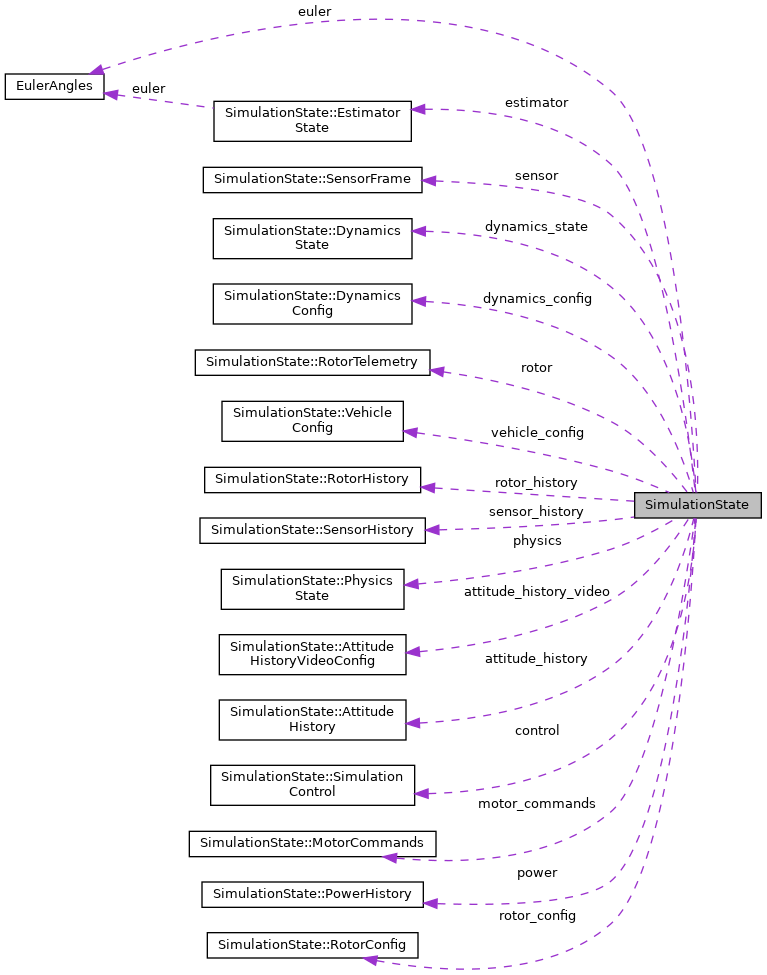 euler
EulerAngles
euler
SimulationState::Estimator
State
estimator
SimulationState::SensorFrame
sensor
SimulationState::Dynamics
State
dynamics_state
SimulationState::Dynamics
Config
dynamics_config
SimulationState::RotorTelemetry
rotor
SimulationState::Vehicle
Config
vehicle_config
SimulationState::RotorHistory
rotor_history
SimulationState
SimulationState::SensorHistory
sensor_history
SimulationState::Physics
State
physics
SimulationState::Attitude
HistoryVideoConfig
attitude_history_video
SimulationState::Attitude
History
attitude_history
SimulationState::Simulation
Control
control
SimulationState::MotorCommands
motor_commands
SimulationState::PowerHistory
power
SimulationState::RotorConfig
rotor_config